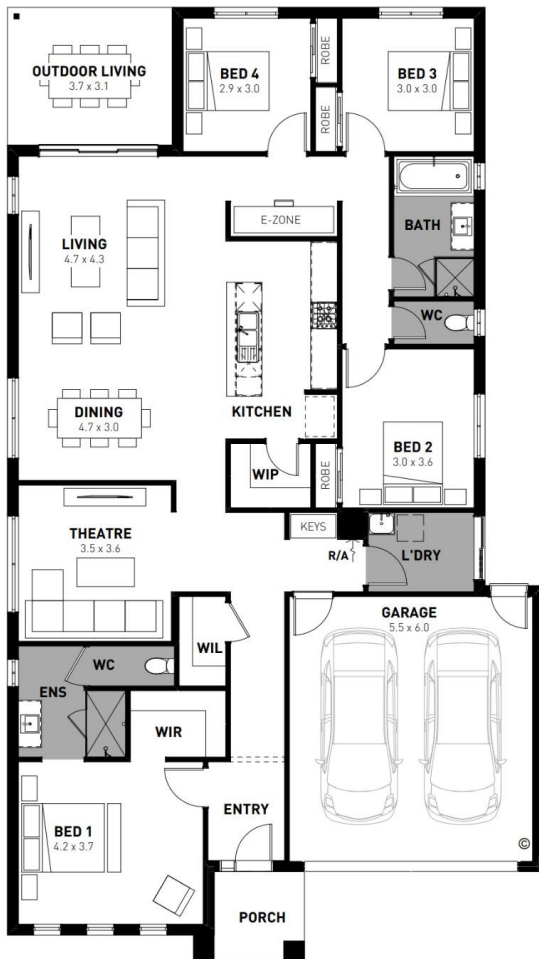 OUTDOOR LIVING
3.7 x 3.1
BED 4
2.9 x 3.0
ROBE
ROBE
BED 3
3.0 x 3.0
E-ZONE
BATH
LIVING
4.7 x 4.3
WC
KITCHEN
DINING
4.7 x 3.0
BED 2
3.0 x 3.6
WIP
ROBE
THEATRE
3.5 x 3.6
KEYS
R/A
L'DRY
GARAGE
5.5 x 6.0
WIL
WC
ENS
WIR
BED 1
4.2 x 3.7
ENTRY
©
PORCH